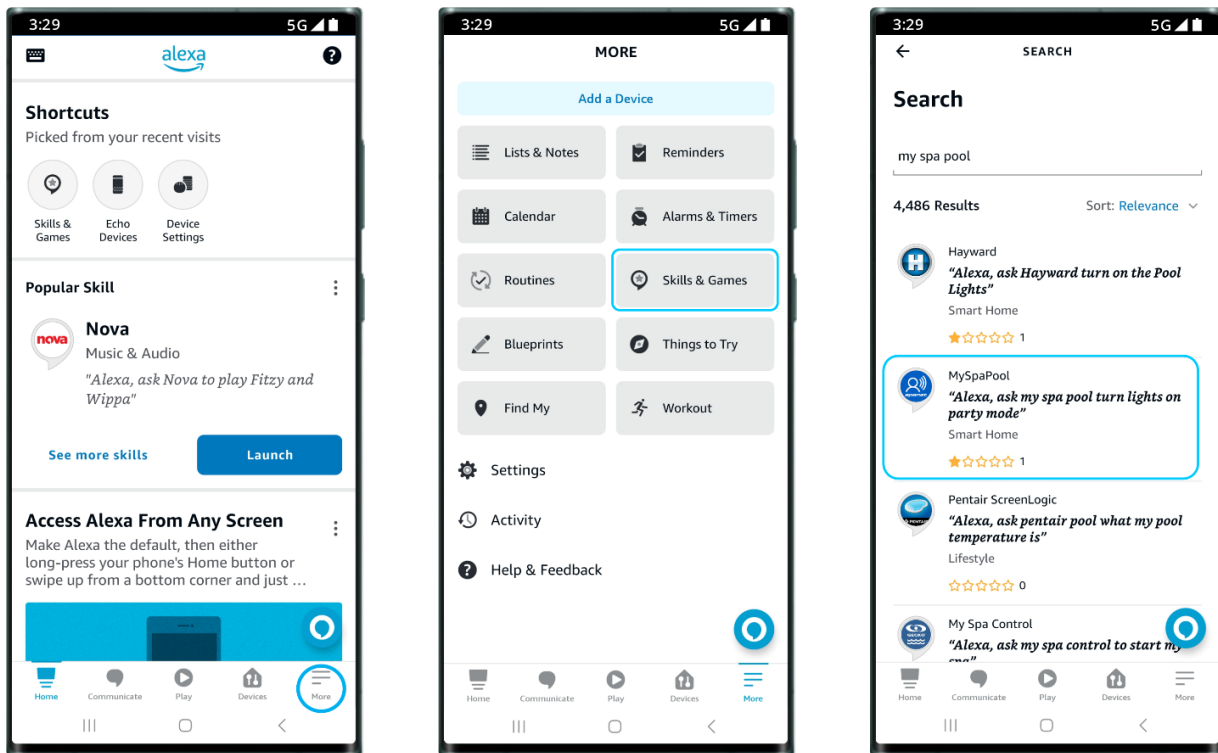 3:29
5G
alexa
Shortcuts
Picked from your recent visits
Skills &
Games
Echo
Devices
Device
Settings
Popular Skill
nova
Nova
Music & Audio
"Alexa, ask Nova to play Fitzy and
Wippa"
See more skills
Launch
Access Alexa From Any Screen
Make Alexa the default, then either
long-press your phone's Home button or
swipe up from a bottom corner and just ...
Home
Communicate
Play
Devices
More
3:29
5G
MORE
Add a Device
Lists & Notes
Reminders
Calendar
Alarms & Timers
Routines
Skills & Games
Blueprints
Things to Try
Find My
Workout
Settings
Activity
Help & Feedback
Home
Communicate
Play
Devices
More
3:29
5G
SEARCH
Search
my spa pool
4,486 Results
Sort: Relevance
H
Hayward
“Alexa, ask Hayward turn on the Pool
Lights”
Smart Home
1
MySpaPool
“Alexa, ask my spa pool turn lights on
party mode”
Smart Home
1
PENTAIR
Pentair ScreenLogic
“Alexa, ask pentair pool what my pool
temperature is”
Lifestyle
0
GECKO
My Spa Control
“Alexa, ask my spa control to start my
spa”
Home
Communicate
Play
Devices
More